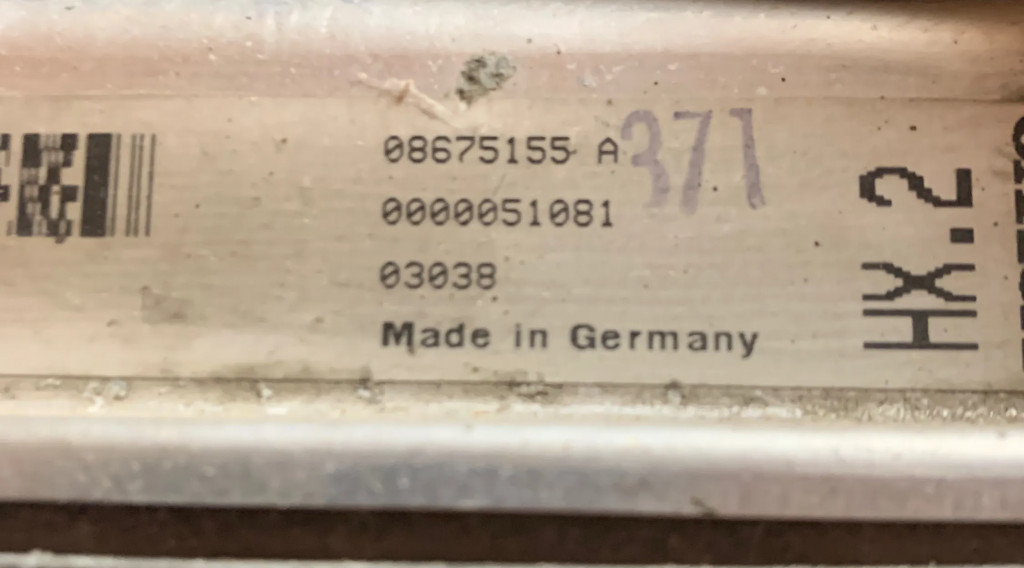 08675155 A 371
0000051081
03038
Made in Germany
HX.2